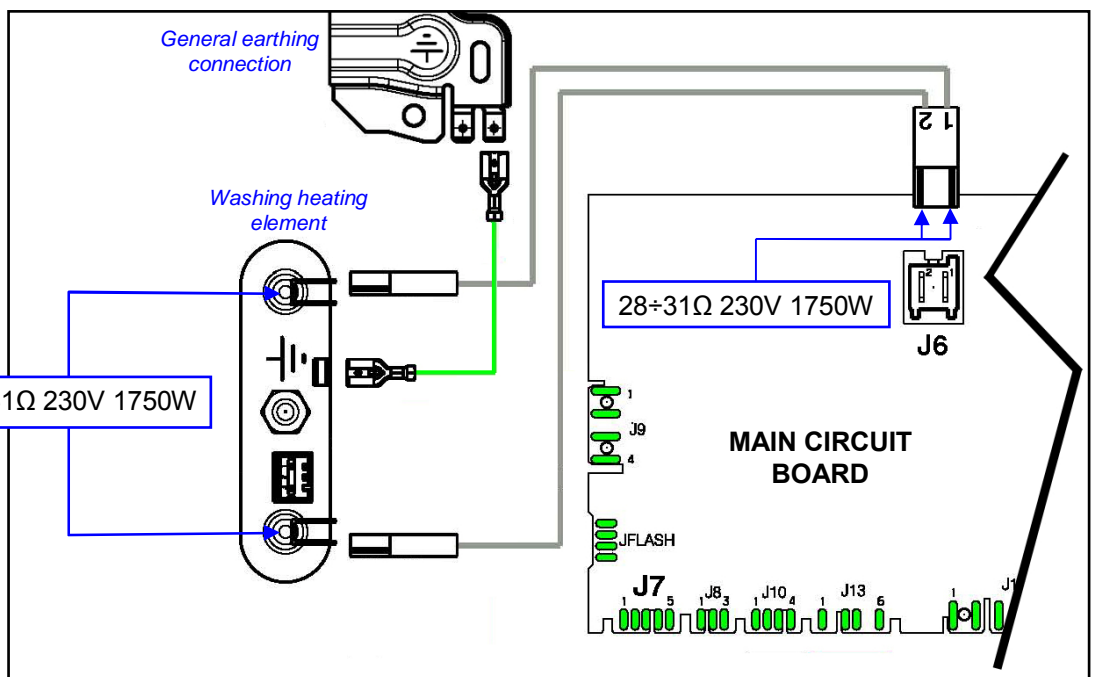 General earthing
connection
2 1
Washing heating
element
28÷31Ω 230V 1750W
2 1
J6
1Ω 230V 1750W
1
J9
4
MAIN CIRCUIT
BOARD
JFLASH
J7
1 5
J8
1 3
J10
1 4
J13
1 6
1